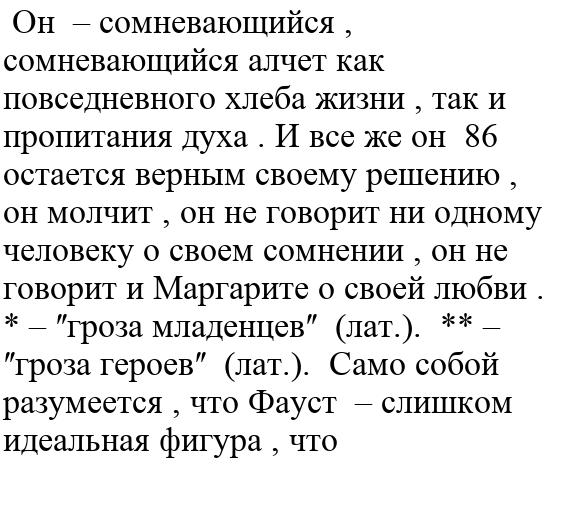 Он – сомневающийся ,
сомневающийся алчет как
повседневного хлеба жизни , так и
пропитания духа . И все же он 86
остается верным своему решению ,
он молчит , он не говорит ни одному
человеку о своем сомнении , он не
говорит и Маргарите о своей любви .
* – "гроза младенцев" (лат.). ** –
"гроза героев" (лат.). Само собой
разумеется , что Фауст – слишком
идеальная фигура , что